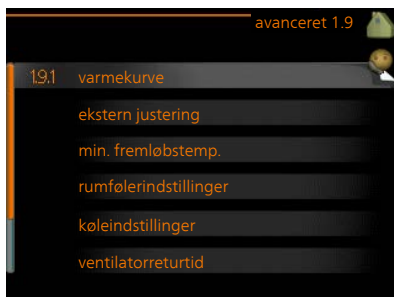 avanceret 1.9
1.9.1 varmekurve
ekstern justering
min. fremløbstemp.
rumfølerindstillinger
køleindstillinger
ventilatorreturtid